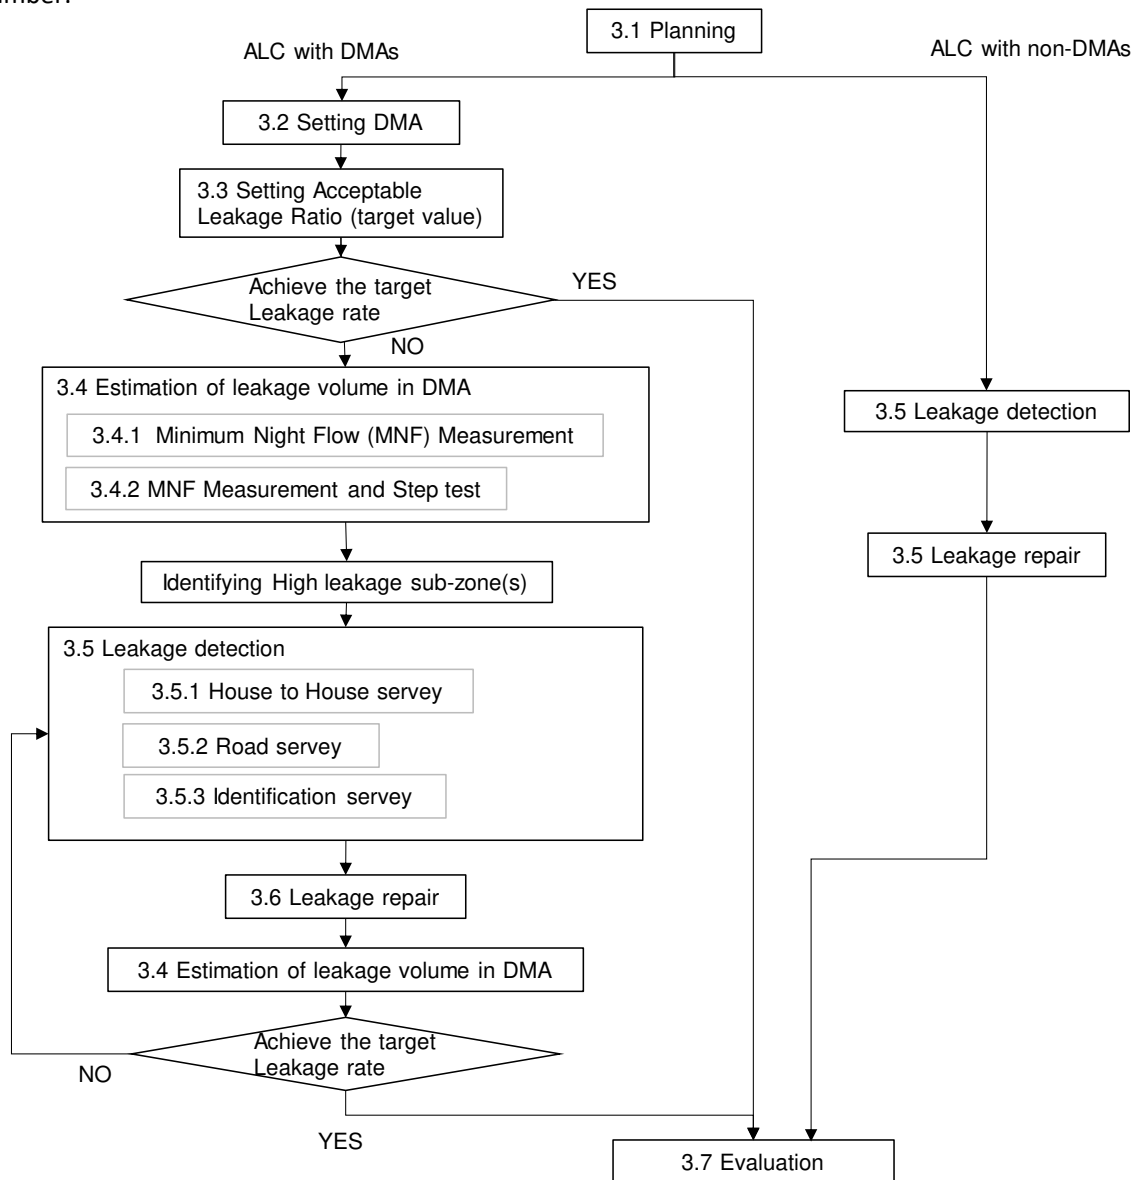 3.1 Planning
ALC with DMAs
ALC with non-DMAs
3.2 Setting DMA
3.3 Setting Acceptable
Leakage Ratio (target value)
Achieve the target
Leakage rate
YES
NO
3.4 Estimation of leakage volume in DMA
3.4.1 Minimum Night Flow (MNF) Measurement
3.4.2 MNF Measurement and Step test
3.5 Leakage detection
3.5 Leakage repair
Identifying High leakage sub-zone(s)
3.5 Leakage detection
3.5.1 House to House servey
3.5.2 Road servey
3.5.3 Identification servey
3.6 Leakage repair
3.4 Estimation of leakage volume in DMA
Achieve the target
Leakage rate
NO
YES
3.7 Evaluation